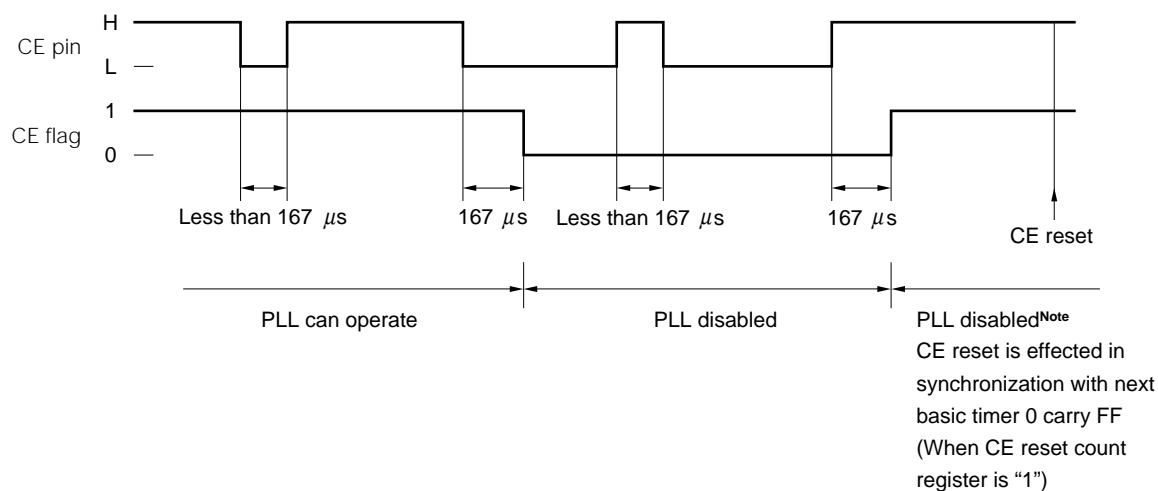 H
CE pin
L
1
CE flag
0
Less than 167 μs
167 μs
Less than 167 μs
167 μs
CE reset
PLL can operate
PLL disabled
PLL disabledNote
CE reset is effected in
synchronization with next
basic timer 0 carry FF
(When CE reset count
register is “1”)